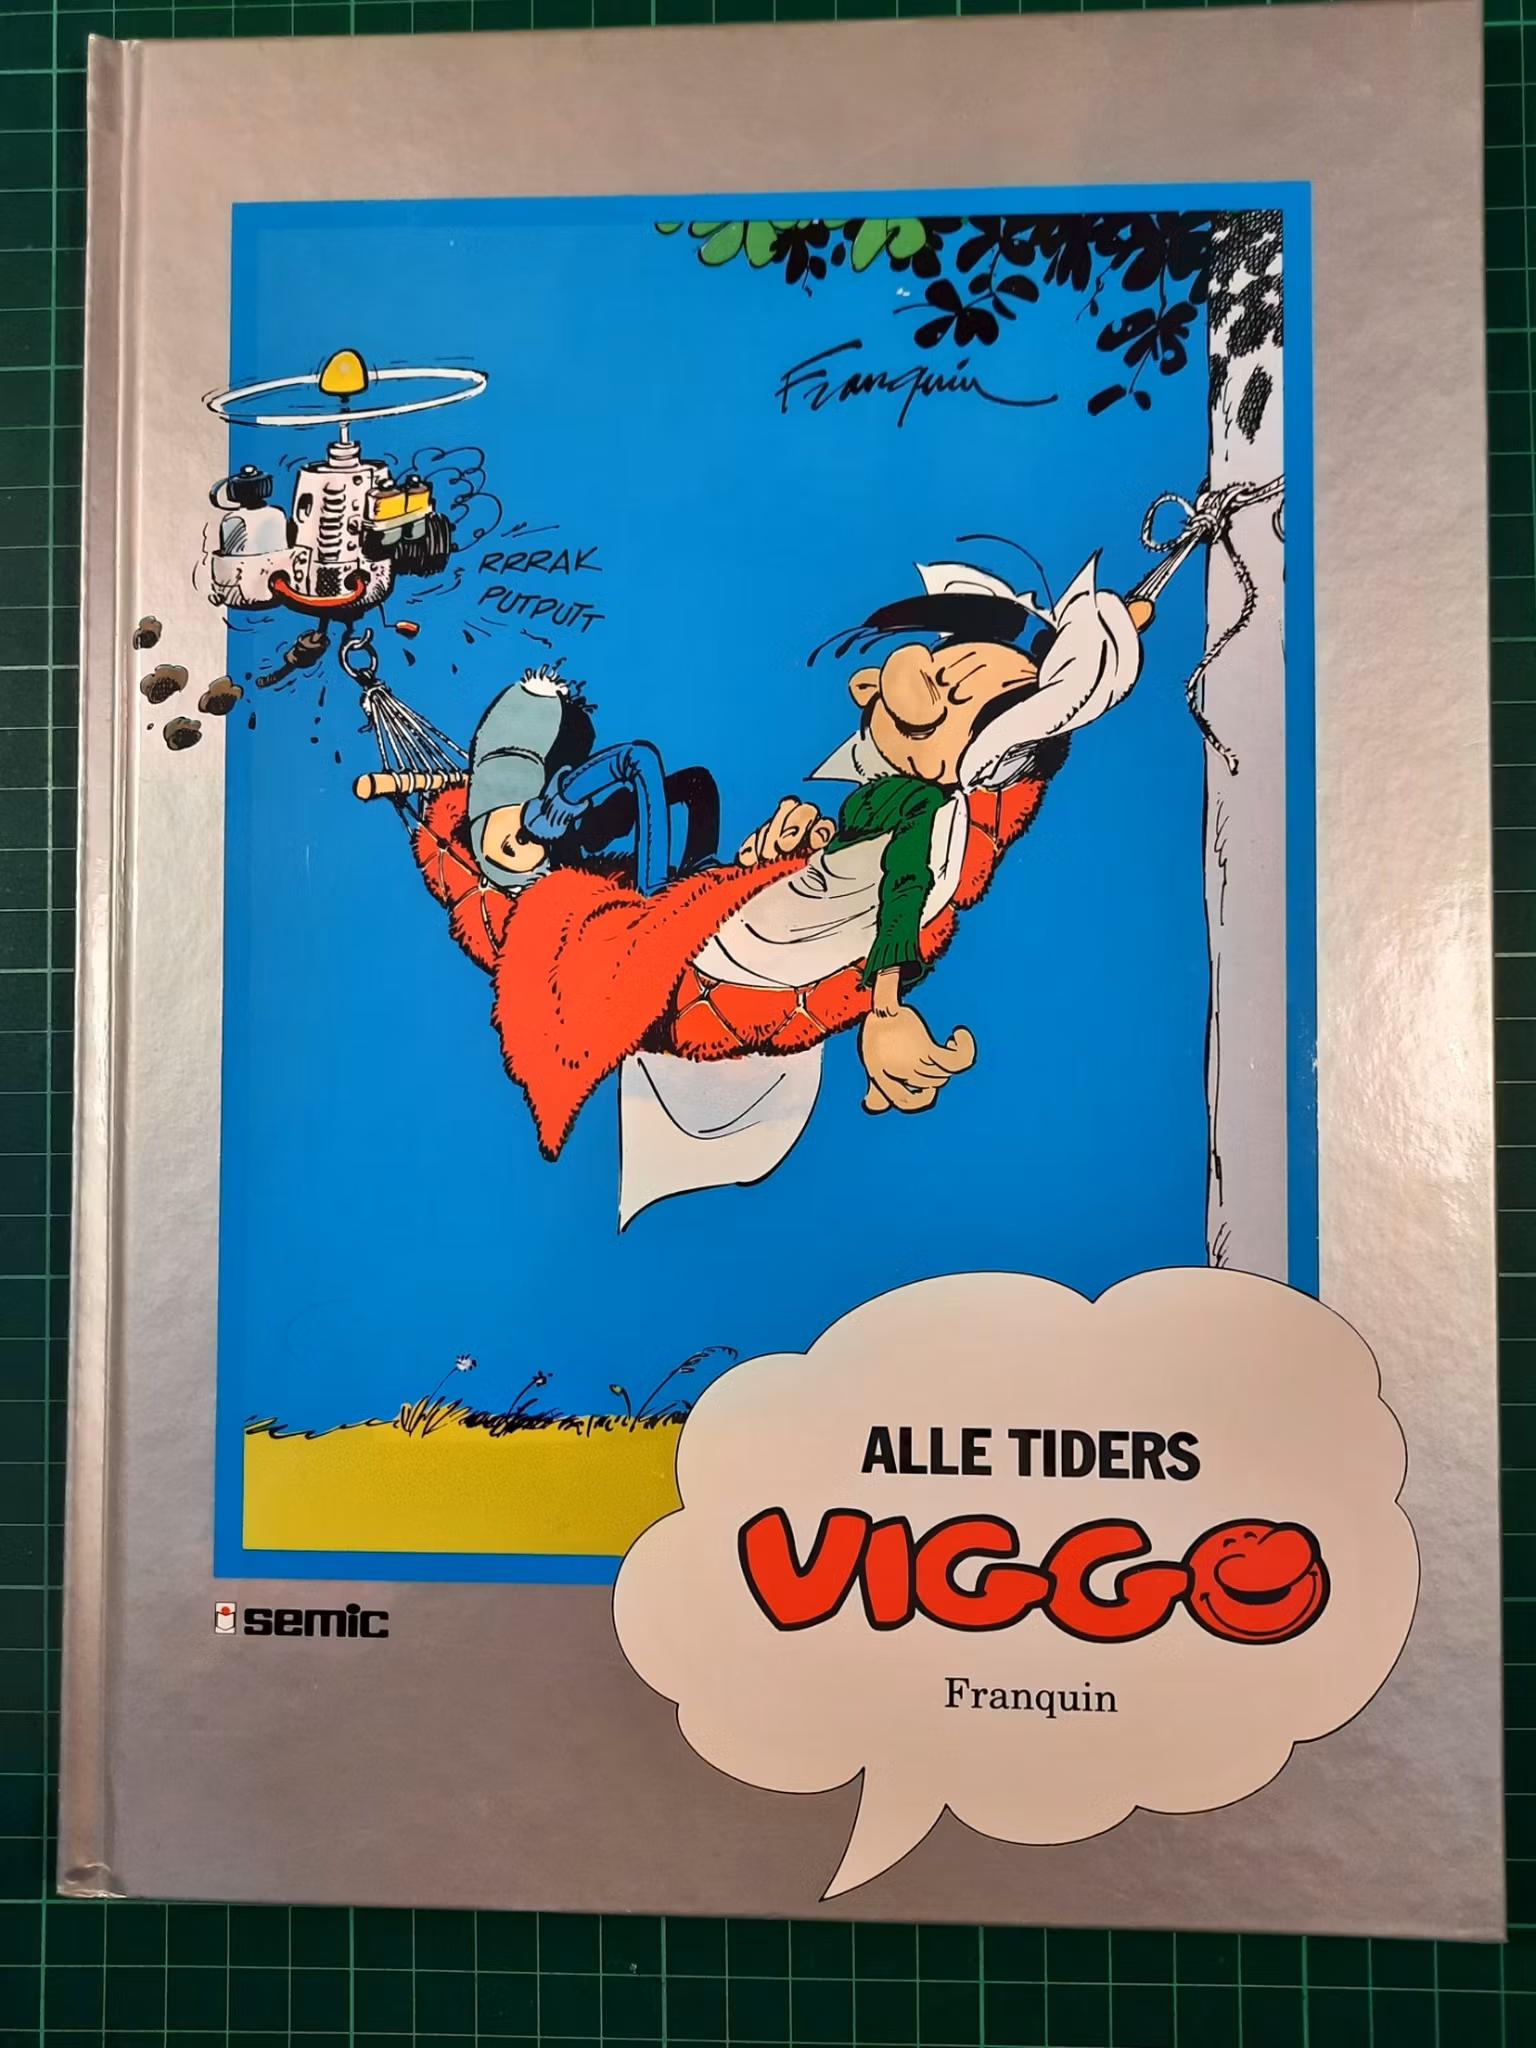 Franquin
RRRAK
PUTPUTT
ALLE TIDERS
VIGGO
Franquin
semic